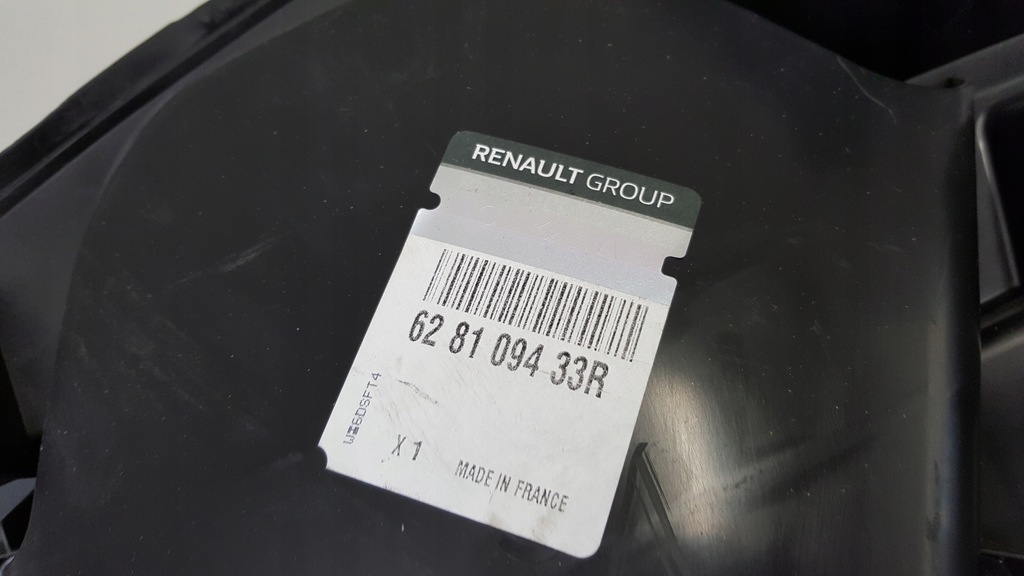 RENAULT GROUP
62 81 094 33R
X 1
MADE IN FRANCE